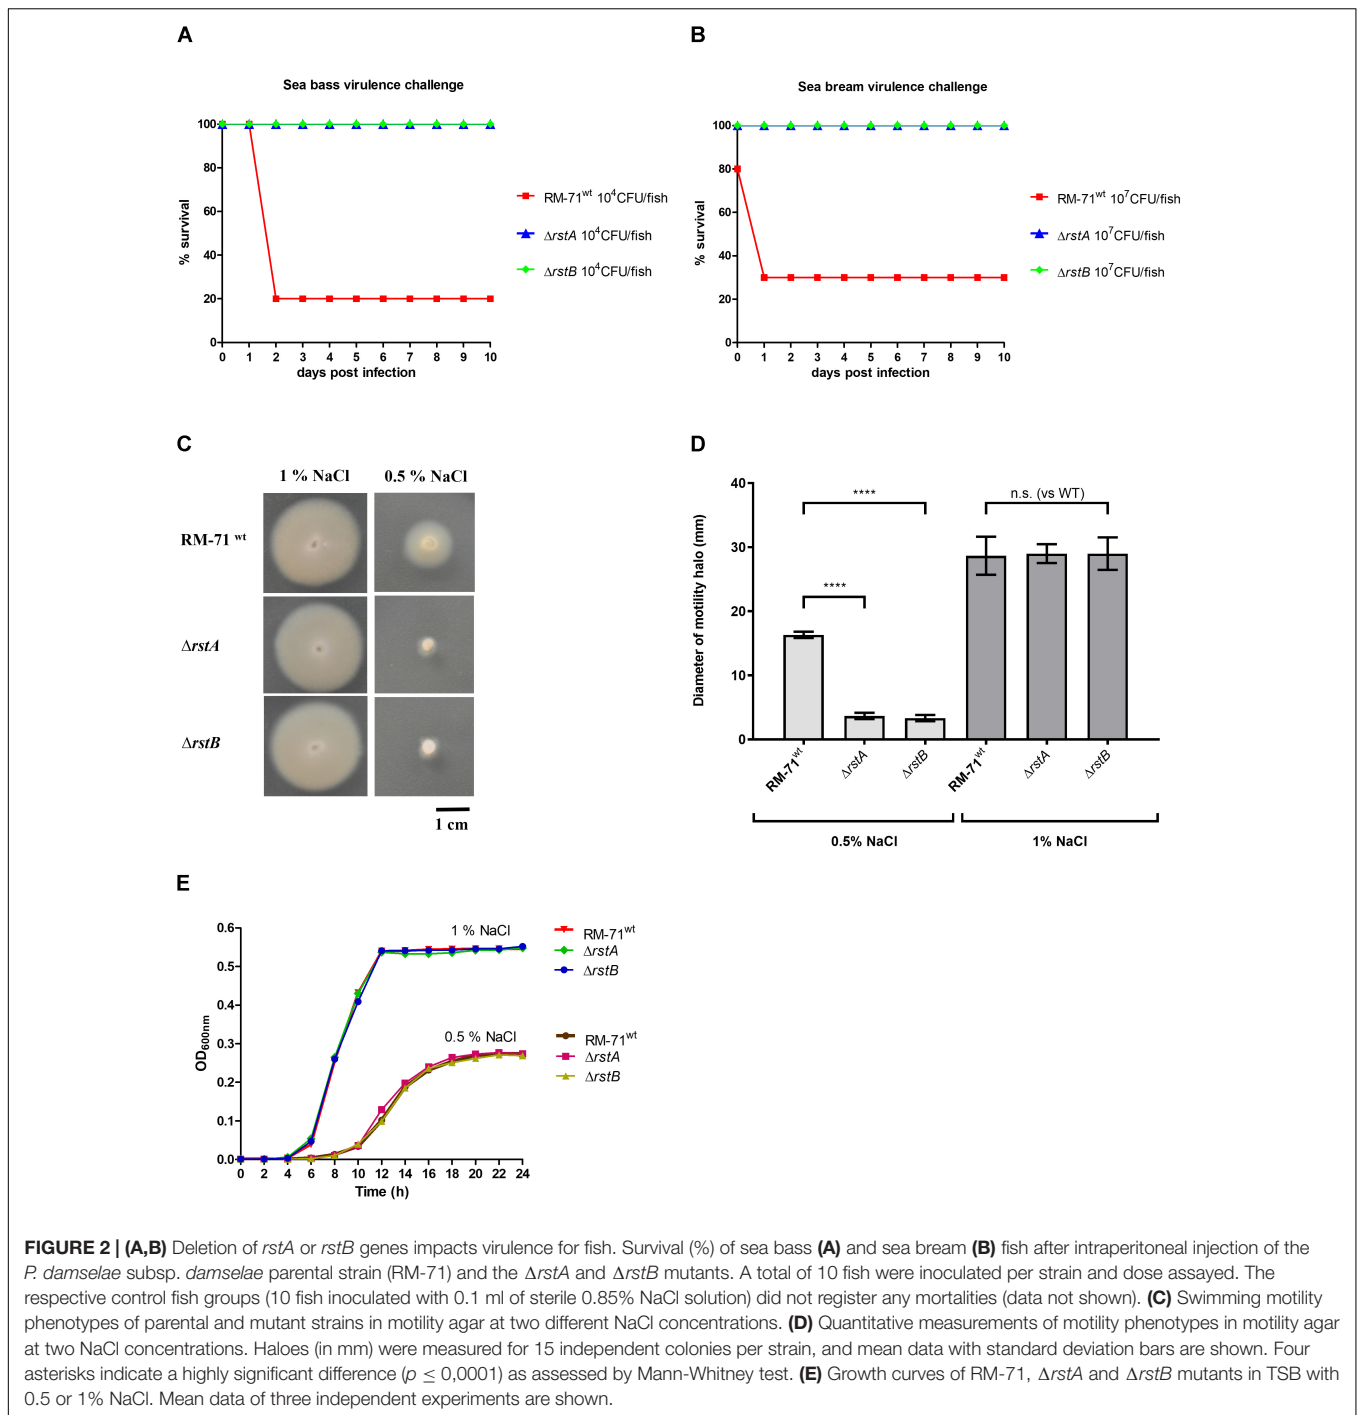 A
Sea bass virulence challenge
% survival
100
80
60
40
20
0
0 1 2 3 4 5 6 7 8 9 10
days post infection
RM-71wt 10⁴CFU/fish
ΔrstA 10⁴CFU/fish
ΔrstB 10⁴CFU/fish
B
Sea bream virulence challenge
% survival
100
80
60
40
20
0
0 1 2 3 4 5 6 7 8 9 10
days post infection
RM-71wt 10⁷CFU/fish
ΔrstA 10⁷CFU/fish
ΔrstB 10⁷CFU/fish
C
1 % NaCl 0.5 % NaCl
RM-71 wt
ΔrstA
ΔrstB
1 cm
D
Diameter of motility halo (mm)
40
30
20
10
0
****
****
n.s. (vs WT)
RM-71wt ΔrstA ΔrstB RM-71wt ΔrstA ΔrstB
0.5% NaCl 1% NaCl
E
OD600nm
0.6
0.5
0.4
0.3
0.2
0.1
0.0
0 2 4 6 8 10 12 14 16 18 20 22 24
Time (h)
1 % NaCl
RM-71wt
ΔrstA
ΔrstB
0.5 % NaCl
RM-71wt
ΔrstA
ΔrstB
FIGURE 2 | (A,B) Deletion of rstA or rstB genes impacts virulence for fish. Survival (%) of sea bass (A) and sea bream (B) fish after intraperitoneal injection of the
P. damselae subsp. damselae parental strain (RM-71) and the ΔrstA and ΔrstB mutants. A total of 10 fish were inoculated per strain and dose assayed. The
respective control fish groups (10 fish inoculated with 0.1 ml of sterile 0.85% NaCl solution) did not register any mortalities (data not shown). (C) Swimming motility
phenotypes of parental and mutant strains in motility agar at two different NaCl concentrations. (D) Quantitative measurements of motility phenotypes in motility agar
at two NaCl concentrations. Haloes (in mm) were measured for 15 independent colonies per strain, and mean data with standard deviation bars are shown. Four
asterisks indicate a highly significant difference (p ≤ 0,0001) as assessed by Mann-Whitney test. (E) Growth curves of RM-71, ΔrstA and ΔrstB mutants in TSB with
0.5 or 1% NaCl. Mean data of three independent experiments are shown.